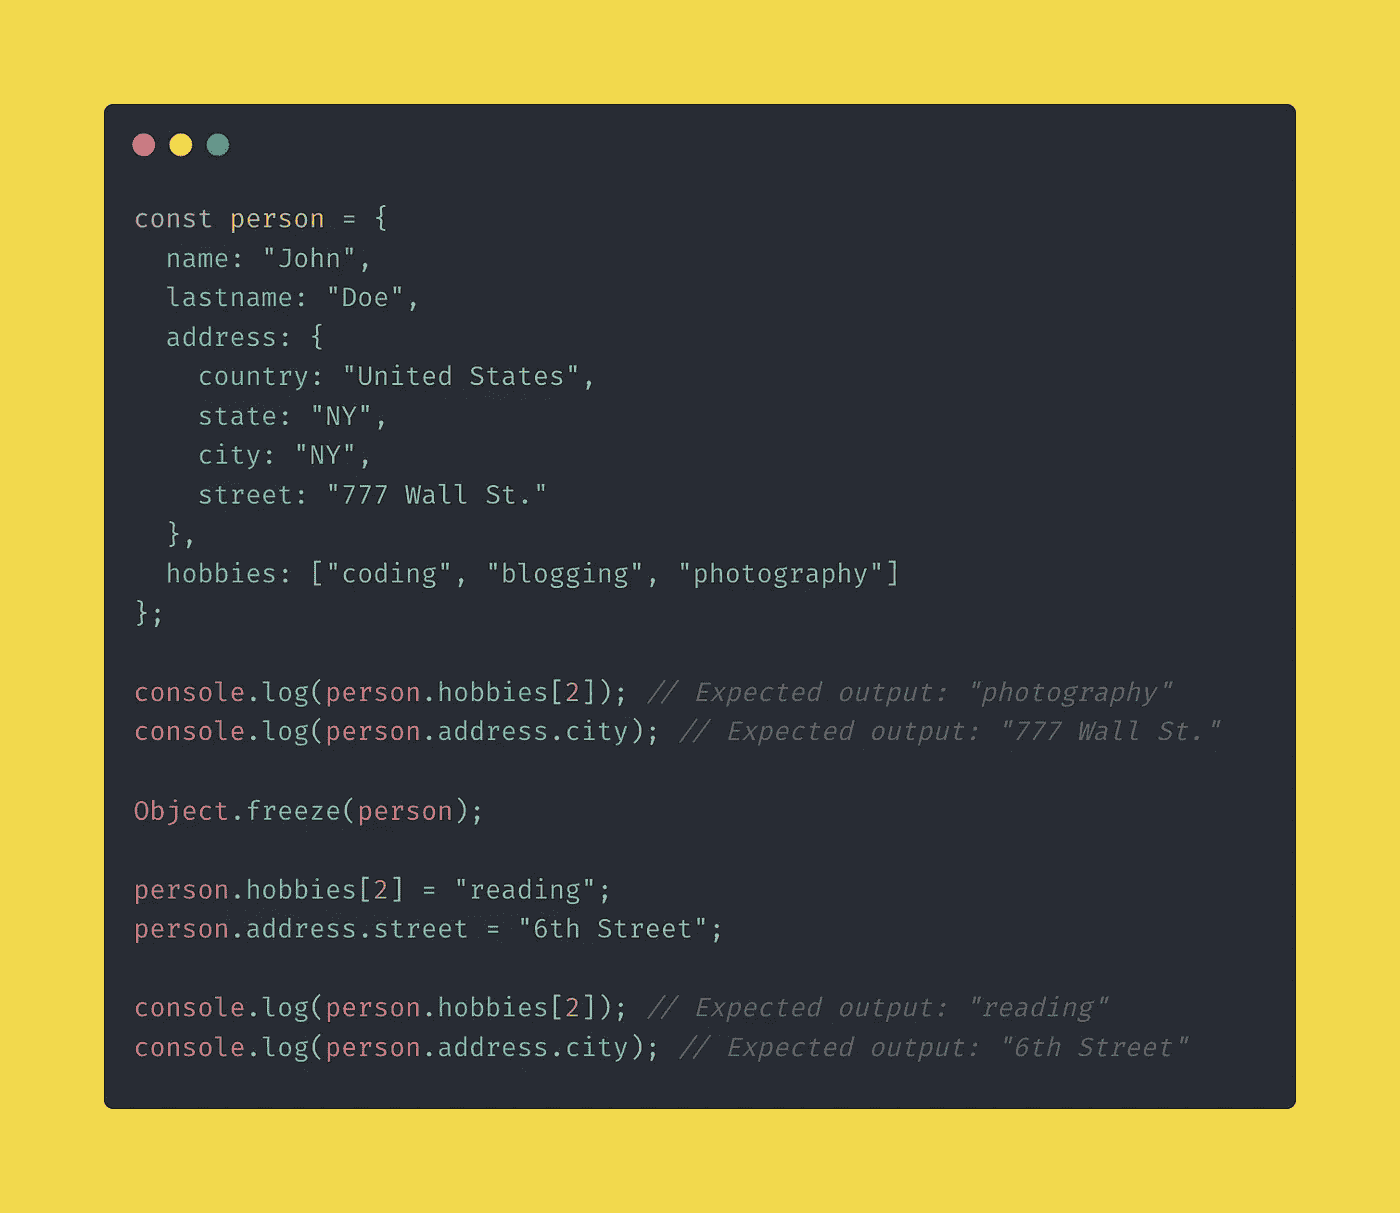 const person = {
  name: "John",
  lastname: "Doe",
  address: {
    country: "United States",
    state: "NY",
    city: "NY",
    street: "777 Wall St."
  },
  hobbies: ["coding", "blogging", "photography"]
};

console.log(person.hobbies[2]); // Expected output: "photography"
console.log(person.address.city); // Expected output: "777 Wall St."

Object.freeze(person);

person.hobbies[2] = "reading";
person.address.street = "6th Street";

console.log(person.hobbies[2]); // Expected output: "reading"
console.log(person.address.city); // Expected output: "6th Street"